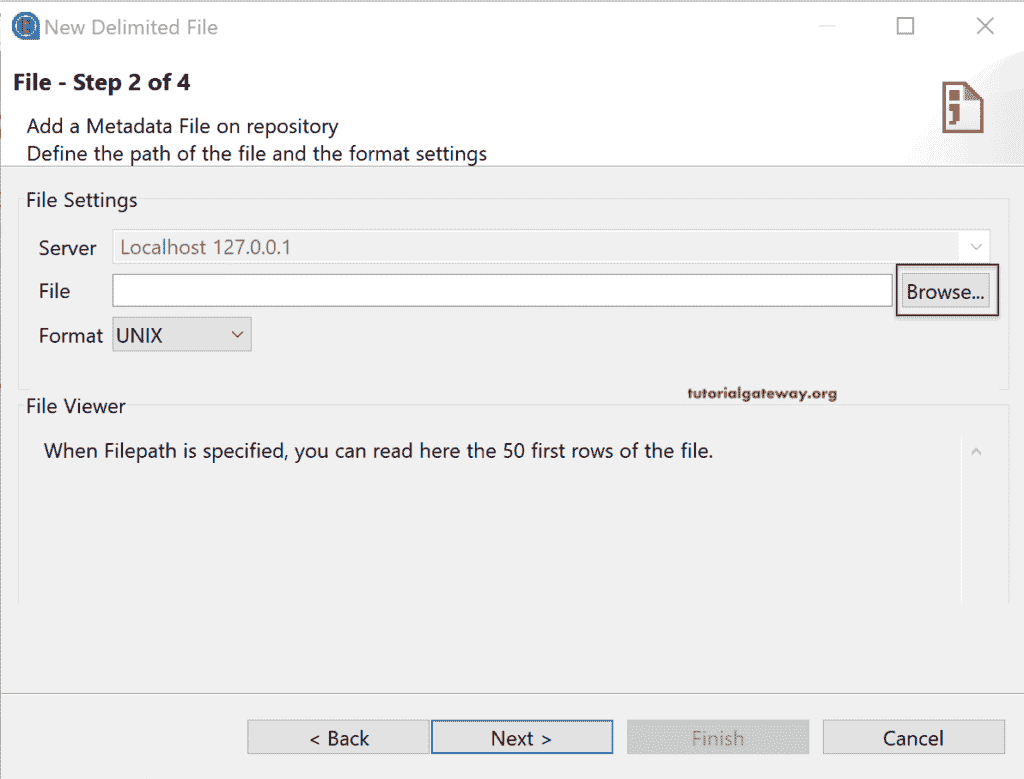 New Delimited File
File - Step 2 of 4
Add a Metadata File on repository
Define the path of the file and the format settings
File Settings
Server Localhost 127.0.0.1
File Browse...
Format UNIX
tutorialgateway.org
File Viewer
When Filepath is specified, you can read here the 50 first rows of the file.
< Back Next > Finish Cancel